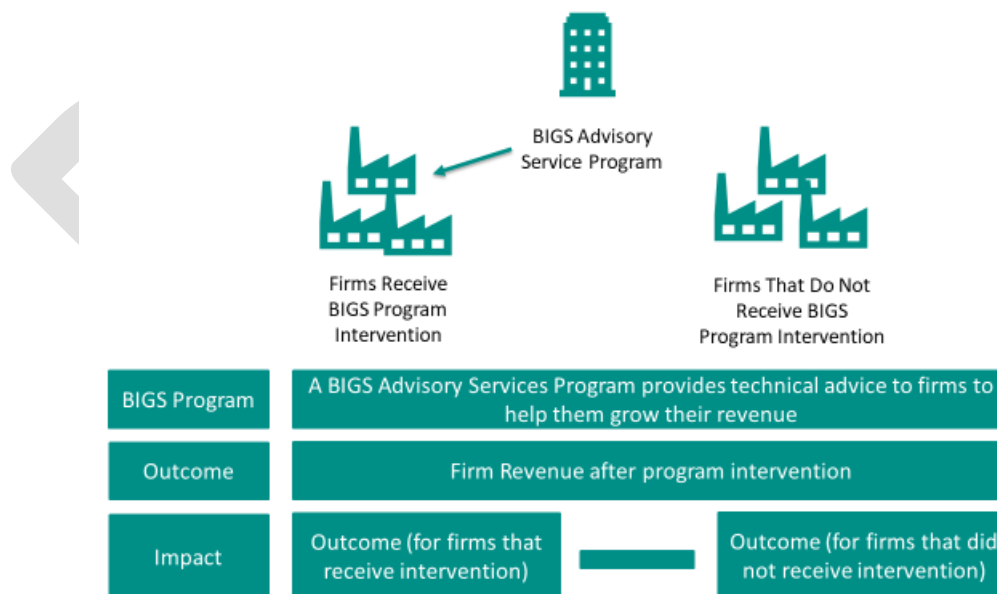 BIGS Advisory
Service Program
Firms Receive
BIGS Program
Intervention
Firms That Do Not
Receive BIGS
Program Intervention
BIGS Program
A BIGS Advisory Services Program provides technical advice to firms to
help them grow their revenue
Outcome
Firm Revenue after program intervention
Impact
Outcome (for firms that
receive intervention)
Outcome (for firms that did
not receive intervention)